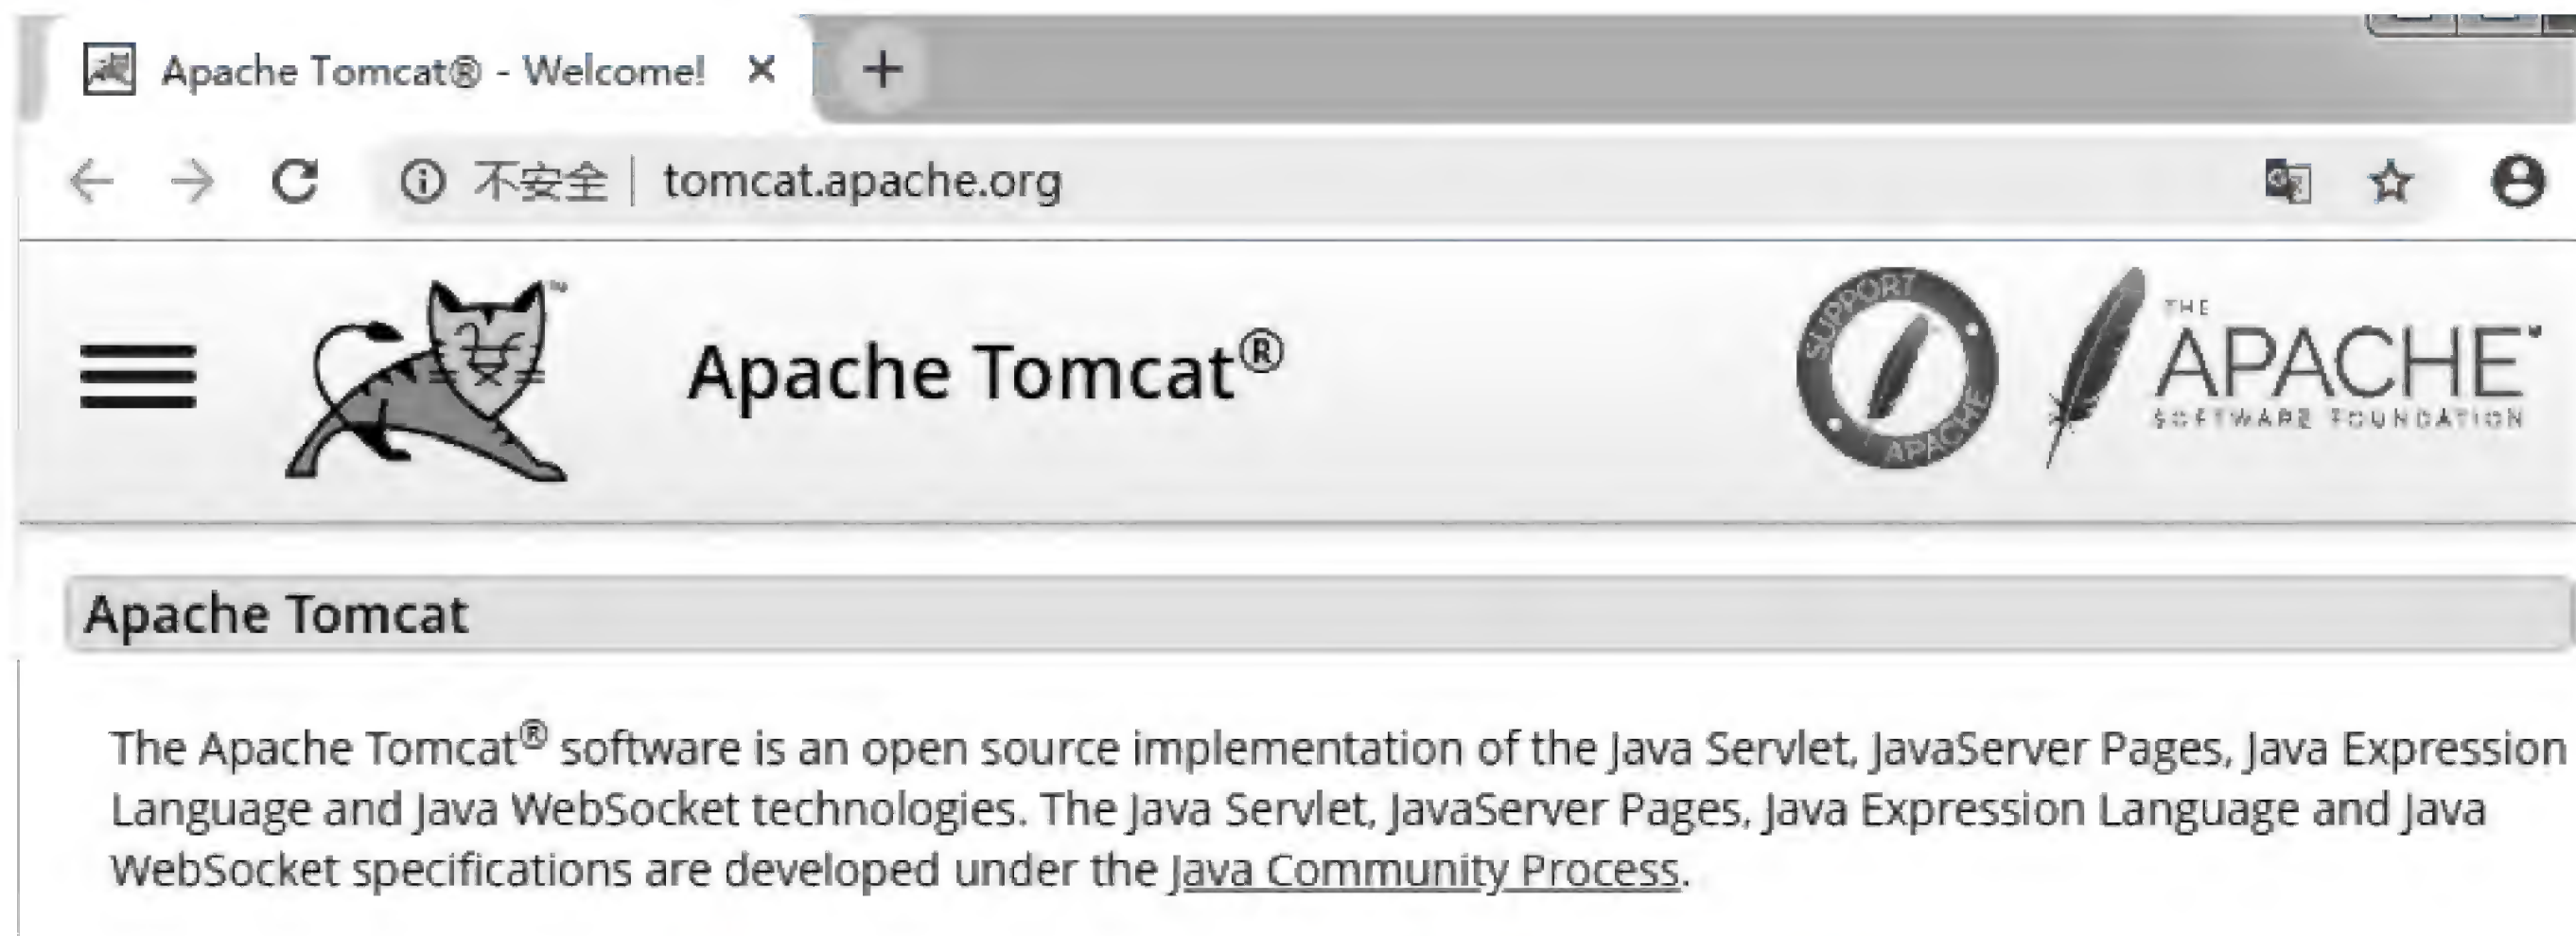 Apache Tomcat® - Welcome!
不安全 tomcat.apache.org
Apache Tomcat®
SUPPORT APACHE
THE
APACHE™
SOFTWARE FOUNDATION
Apache Tomcat
The Apache Tomcat® software is an open source implementation of the Java Servlet, JavaServer Pages, Java Expression
Language and Java WebSocket technologies. The Java Servlet, JavaServer Pages, Java Expression Language and Java
WebSocket specifications are developed under the Java Community Process.